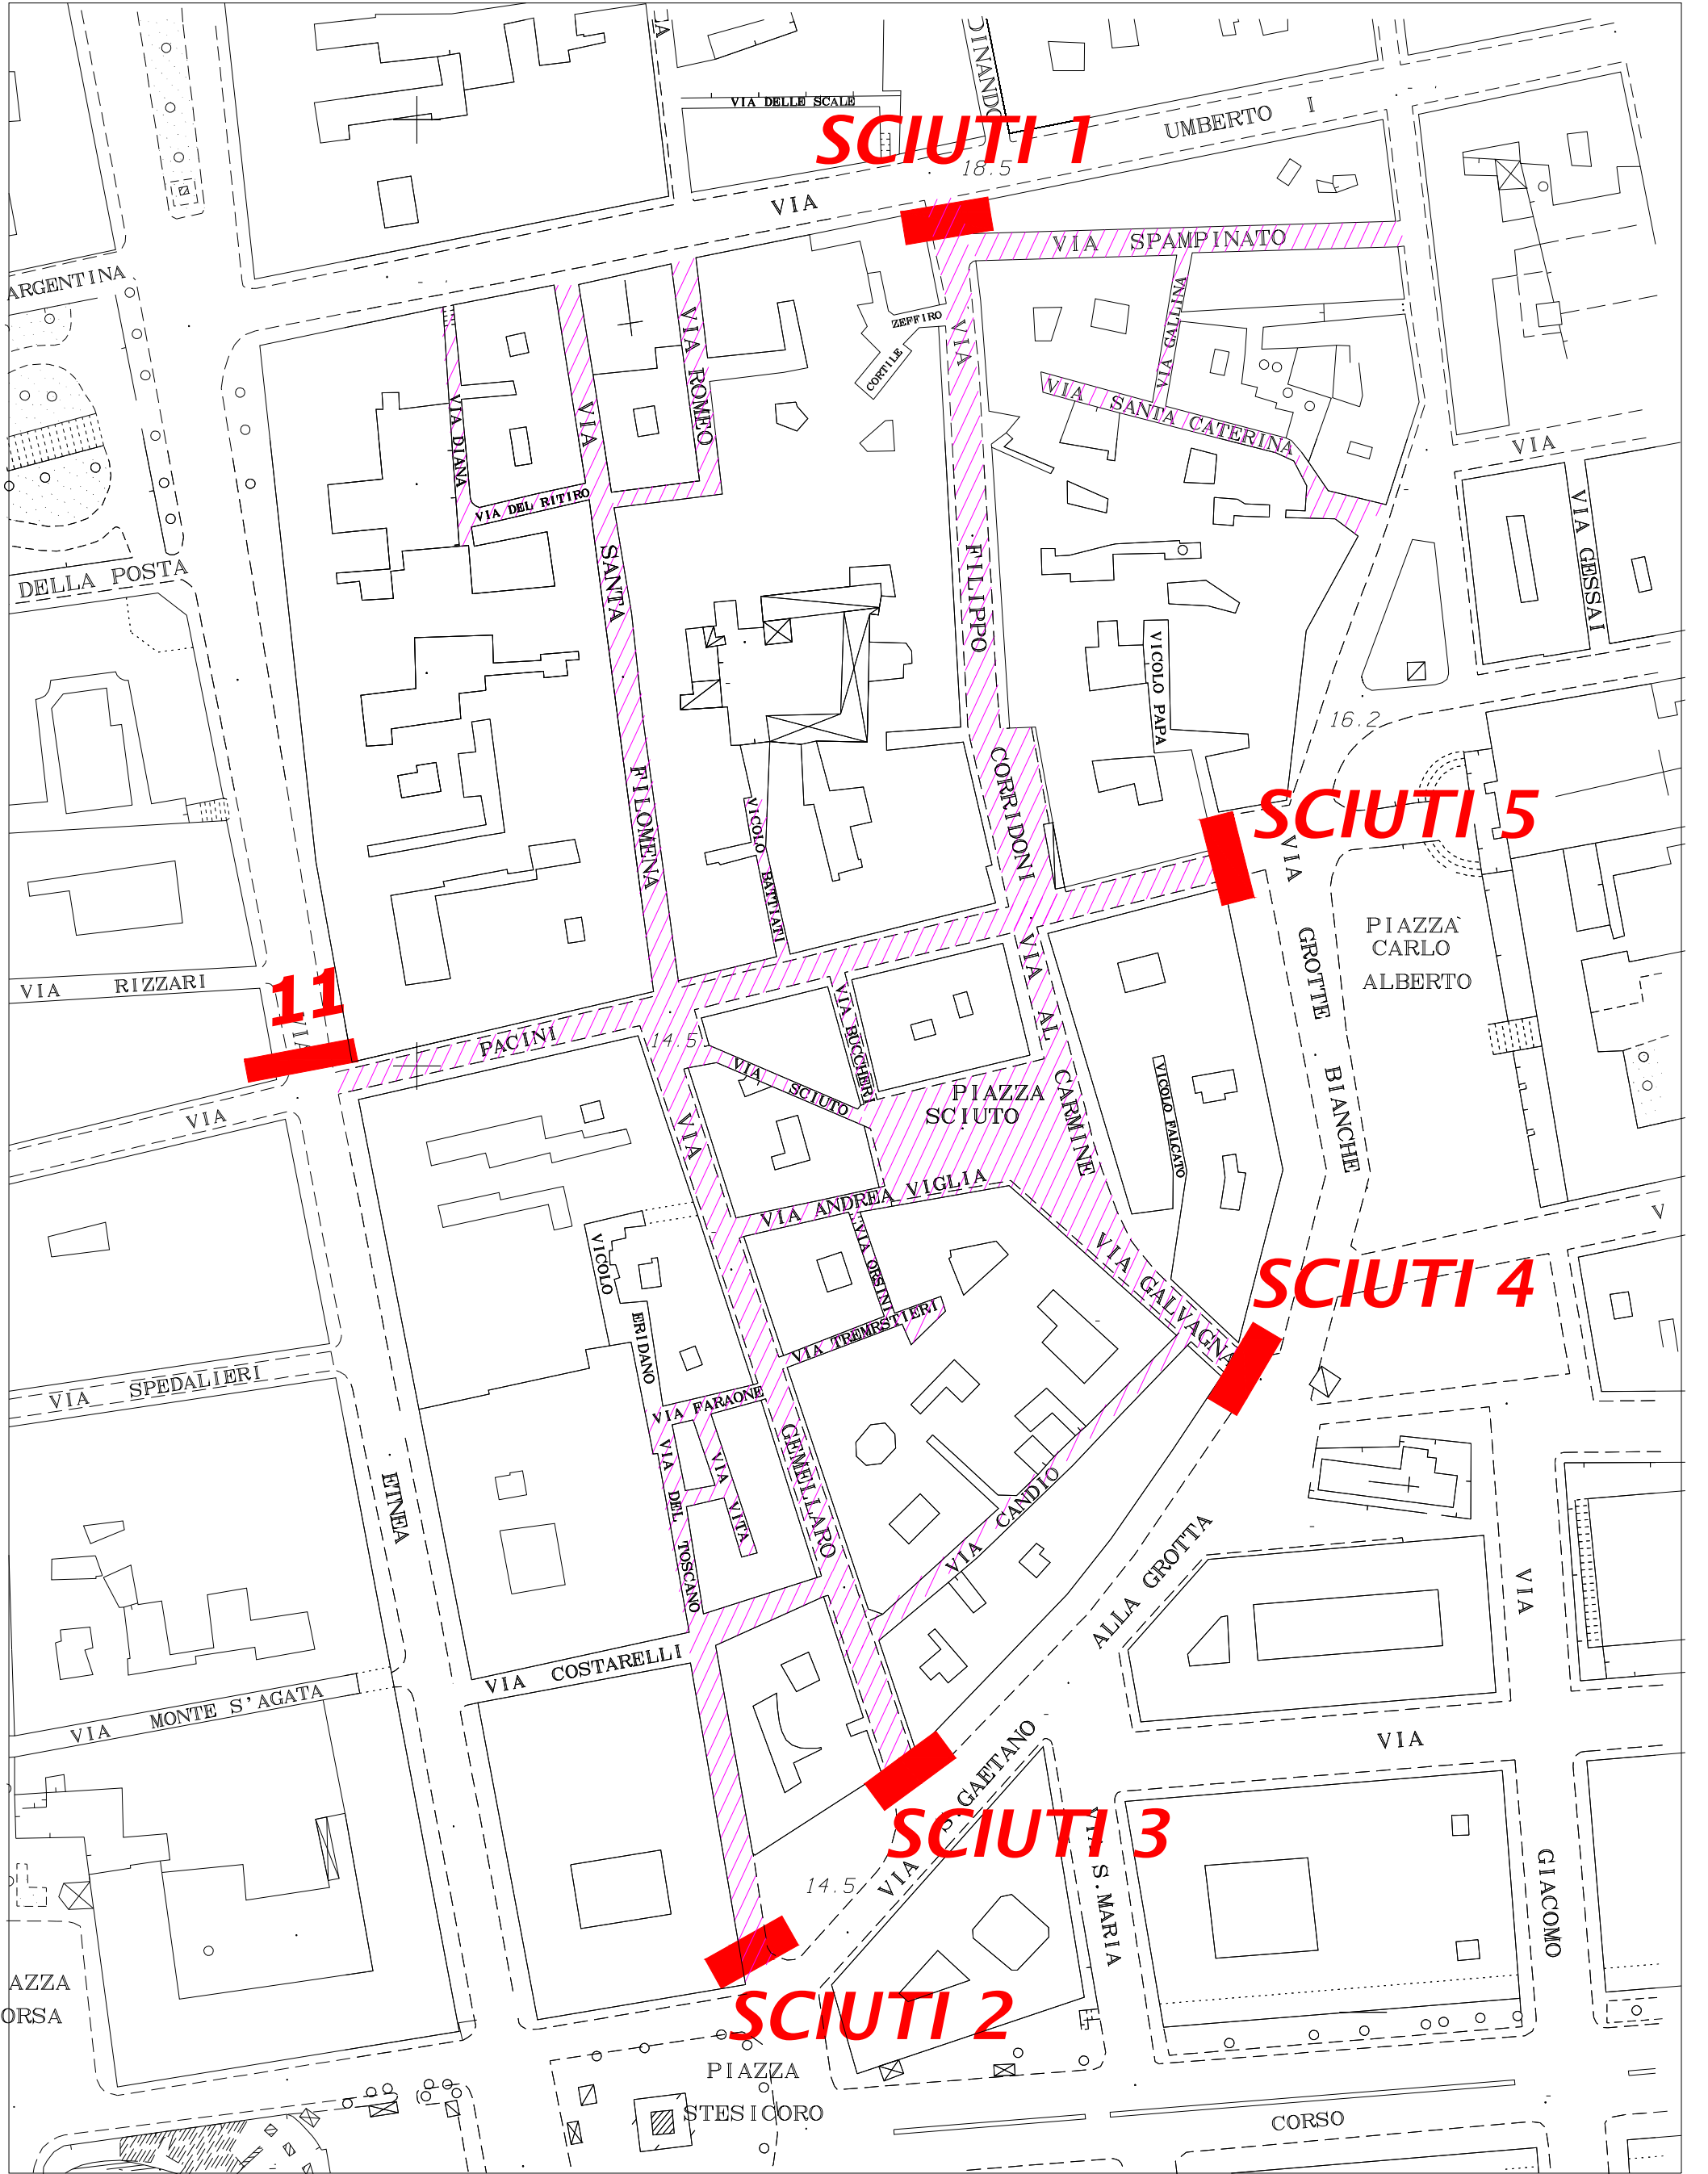 VIA DELLE SCALE
DINANDO
UMBERTO I
SCIUTI 1
18.5
VIA
VIA SPAMPINATO
ARGENTINA
ZEFFIRO
CORTILE
VIA GALLINA
VIA ROMEO
VIA
VIA
VIA SANTA CATERINA
VIA DIANA
VIA DEL RITIRO
VIA
VIA GESSAI
SANTA
FILIPPO
DELLA POSTA
VICOLO PAPA
16.2
CORRIDONI
FILOMENA
VICOLO BATTIATI
SCIUTI 5
VIA
GROTTE
BIANCHE
PIAZZA
CARLO
ALBERTO
VIA RIZZARI
11
VIA
PACINI
14.5
VIA BUCCHERI
VIA AL
CARMINE
VIA SCIUTO
PIAZZA
SCIUTO
VICOLO FALCATO
VIA
VIA
VIA ANDREA VIGLIA
V
VIA ORSINI
VICOLO
ERIDANO
VIA GALVAGNA
SCIUTI 4
VIA TREMESTIERI
VIA SPEDALIERI
VIA FARAONE
VIA DEL TOSCANO
VIA VITA
GEMELLARO
ETNEA
VIA CANDIO
ALLA GROTTA
VIA
VIA COSTARELLI
VIA MONTE S'AGATA
VIA
VIA S.GAETANO
SCIUTI 3
VIA S.MARIA
14.5
GIACOMO
SCIUTI 2
AZZA
ORSA
PIAZZA
STESICORO
CORSO